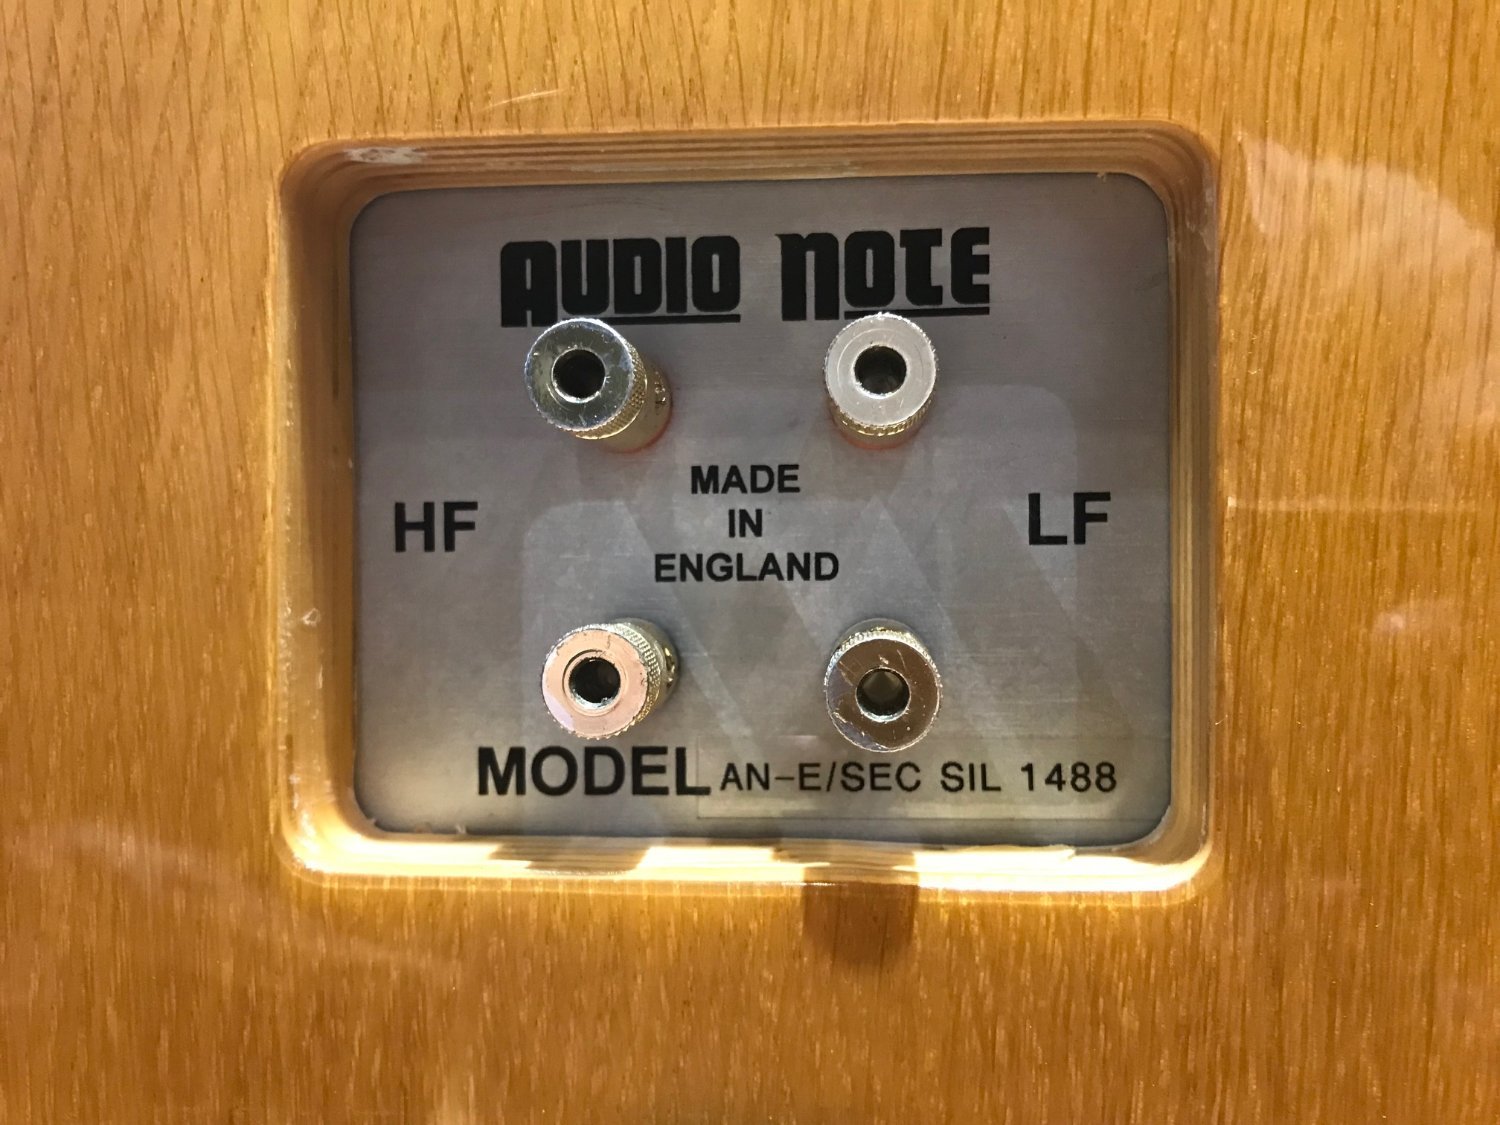 AUDIO NOTE
MADE
IN
ENGLAND
HF
LF
MODEL AN-E/SEC SIL 1488